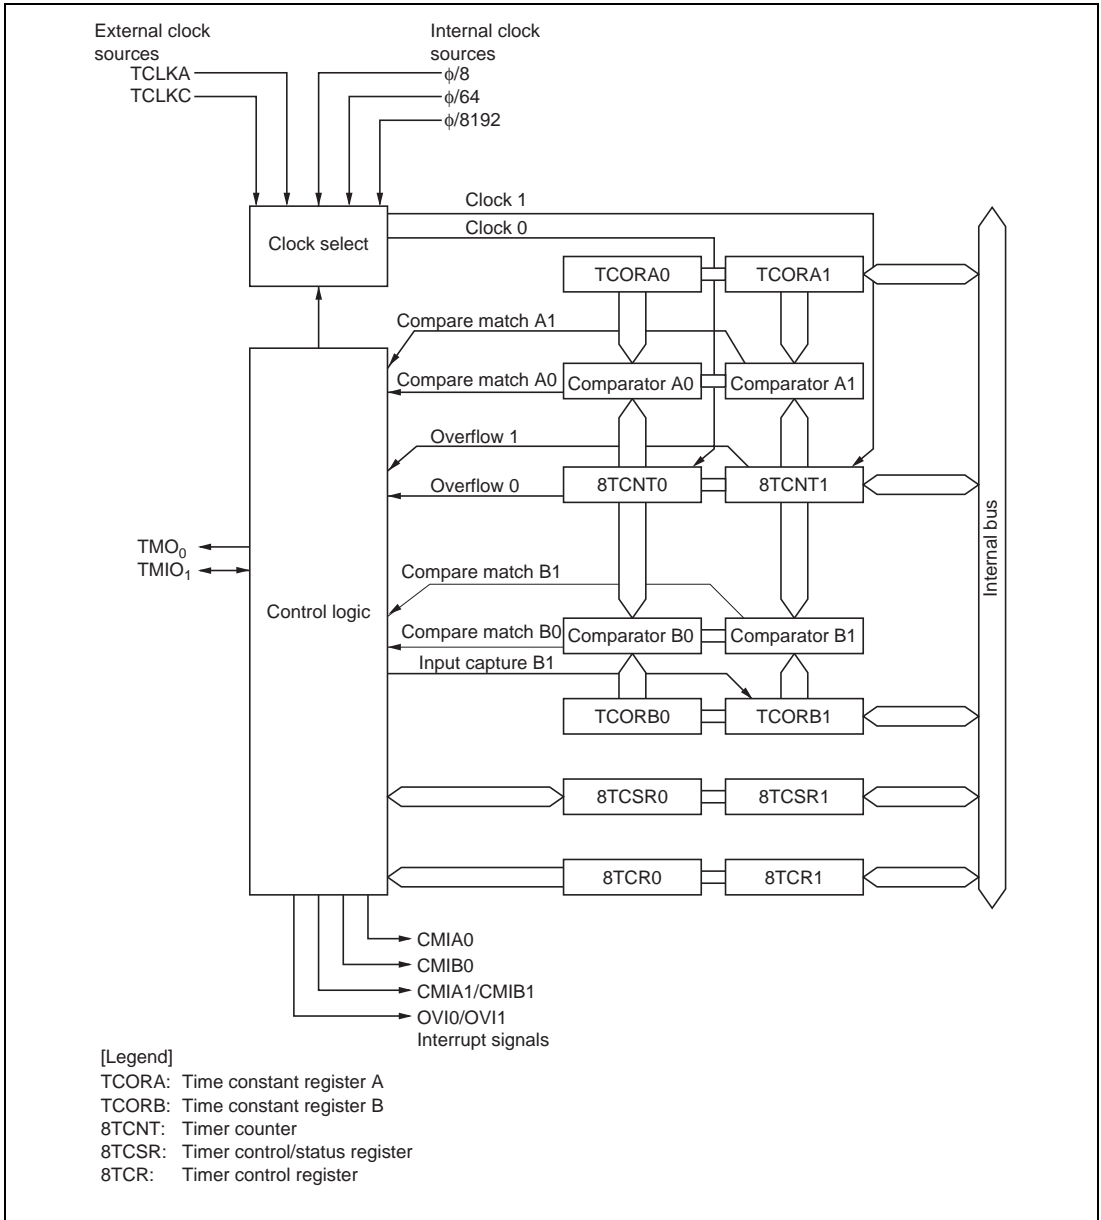 External clock
sources
TCLKA
TCLKC
Internal clock
sources
ϕ/8
ϕ/64
ϕ/8192
Clock 1
Clock 0
Clock select
TCORA0
TCORA1
Compare match A1
Compare match A0
Comparator A0
Comparator A1
Overflow 1
Overflow 0
8TCNT0
8TCNT1
Internal bus
TMO₀
TMIO₁
Control logic
Compare match B1
Compare match B0
Comparator B0
Comparator B1
Input capture B1
TCORB0
TCORB1
8TCSR0
8TCSR1
8TCR0
8TCR1
CMIA0
CMIB0
CMIA1/CMIB1
OVI0/OVI1
Interrupt signals
[Legend]
TCORA: Time constant register A
TCORB: Time constant register B
8TCNT: Timer counter
8TCSR: Timer control/status register
8TCR: Timer control register